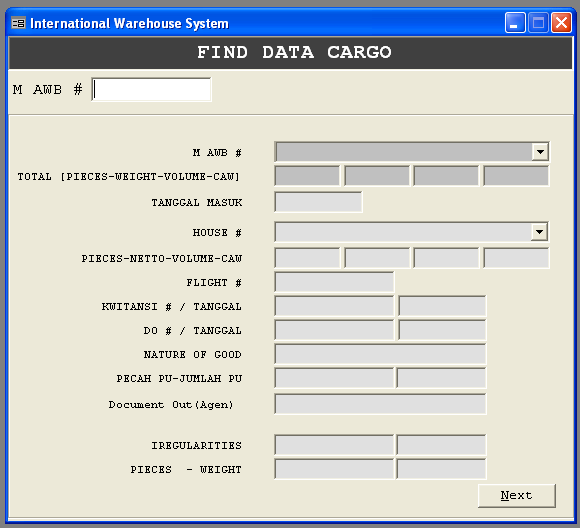 International Warehouse System
FIND DATA CARGO
M AWB #
M AWB #
TOTAL [PIECES-WEIGHT-VOLUME-CAW]
TANGGAL MASUK
HOUSE #
PIECES-NETTO-VOLUME-CAW
FLIGHT #
KWITANSI # / TANGGAL
DO # / TANGGAL
NATURE OF GOOD
PECAH PU-JUMLAH PU
Document Out(Agen)
IREGULARITIES
PIECES - WEIGHT
Next